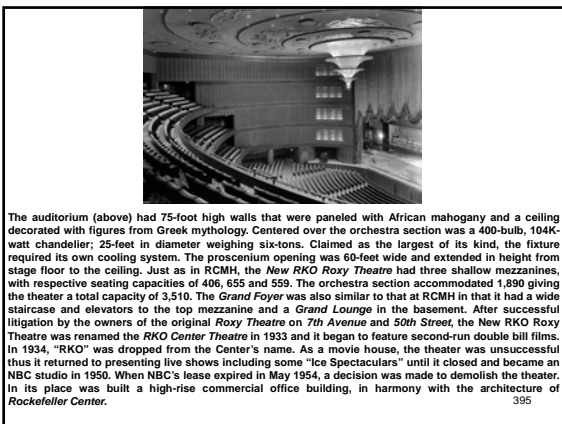 The auditorium (above) had 75-foot high walls that were paneled with African mahogany and a ceiling
decorated with figures from Greek mythology. Centered over the orchestra section was a 400-bulb, 104K-
watt chandelier; 25-feet in diameter weighing six-tons. Claimed as the largest of its kind, the fixture
required its own cooling system. The proscenium opening was 60-feet wide and extended in height from
stage floor to the ceiling. Just as in RCMH, the New RKO Roxy Theatre had three shallow mezzanines,
with respective seating capacities of 406, 655 and 559. The orchestra section accommodated 1,890 giving
the theater a total capacity of 3,510. The Grand Foyer was also similar to that at RCMH in that it had a wide
staircase and elevators to the top mezzanine and a Grand Lounge in the basement. After successful
litigation by the owners of the original Roxy Theatre on 7th Avenue and 50th Street, the New RKO Roxy
Theatre was renamed the RKO Center Theatre in 1933 and it began to feature second-run double bill films.
In 1934, “RKO” was dropped from the Center’s name. As a movie house, the theater was unsuccessful
thus it returned to presenting live shows including some “Ice Spectaculars” until it closed and became an
NBC studio in 1950. When NBC’s lease expired in May 1954, a decision was made to demolish the theater.
In its place was built a high-rise commercial office building, in harmony with the architecture of
Rockefeller Center.
395